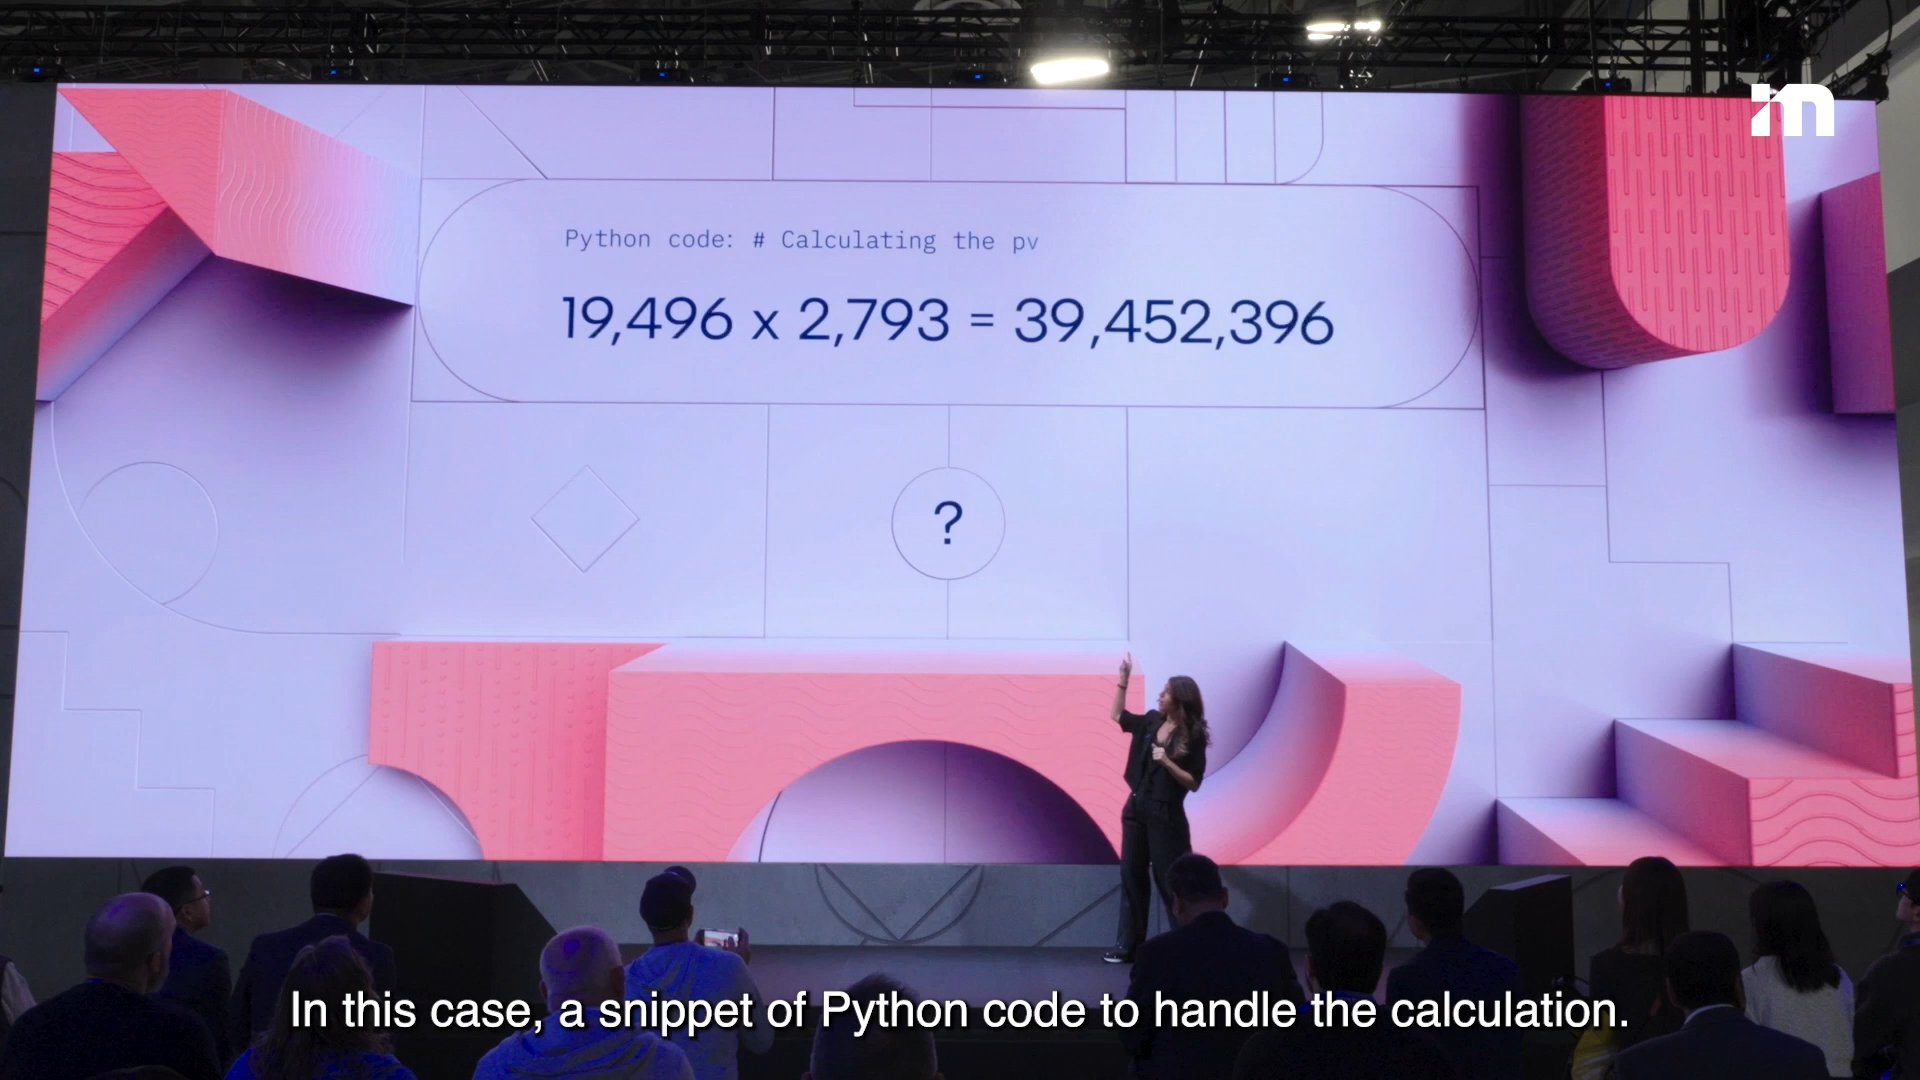 im
Python code: # Calculating the pv
19,496 x 2,793 = 39,452,396
?
In this case, a snippet of Python code to handle the calculation.